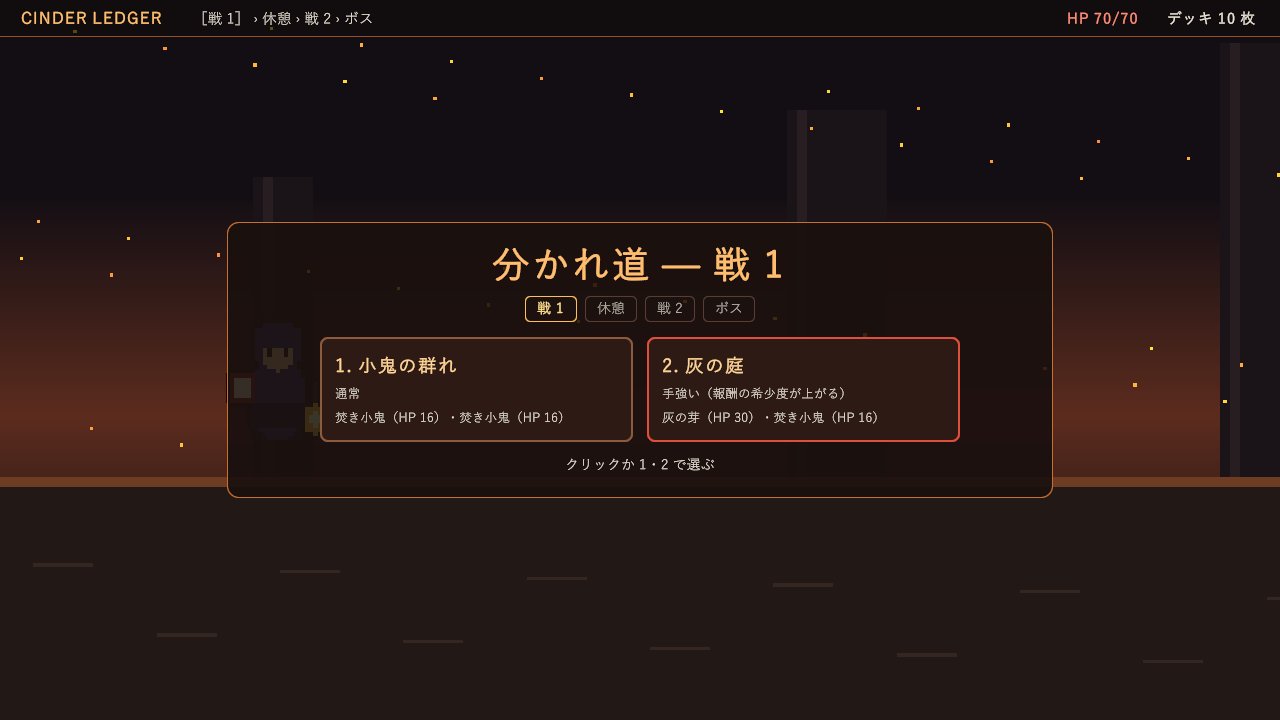 CINDER LEDGER
［戦 1］ › 休憩 › 戦 2 › ボス
HP 70/70
デッキ 10 枚
分かれ道 — 戦 1
戦 1
休憩
戦 2
ボス
1. 小鬼の群れ
通常
焚き小鬼（HP 16）・焚き小鬼（HP 16）
2. 灰の庭
手強い（報酬の希少度が上がる）
灰の芽（HP 30）・焚き小鬼（HP 16）
クリックか 1・2 で選ぶ